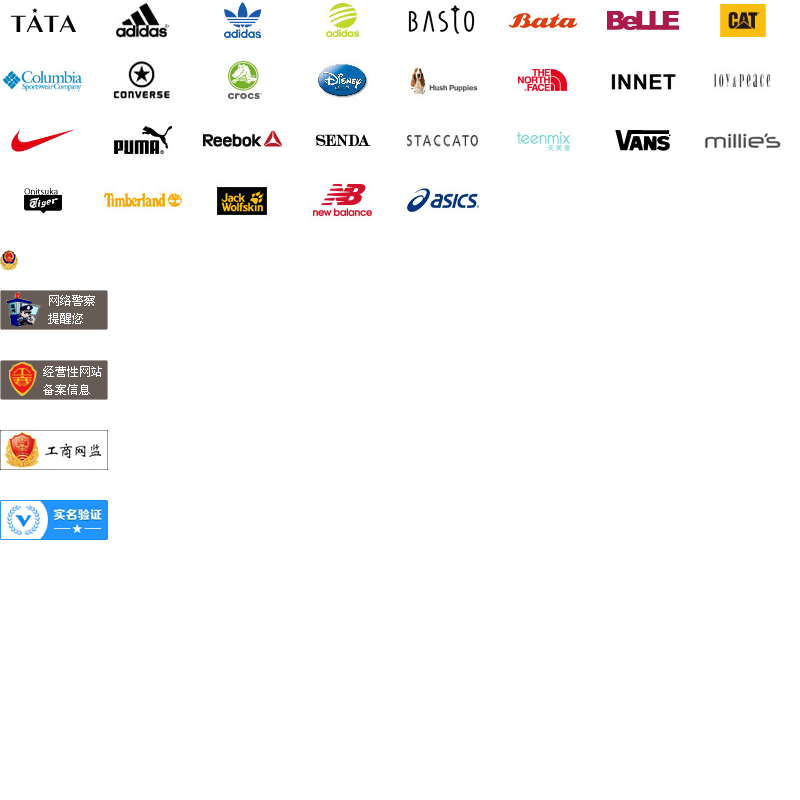 TATA
adidas
adidas
adidas
BASTO
Bata
BeLLE
CAT
Columbia
Sportswear Company
CONVERSE
crocs
Disney
Hush Puppies
THE
NORTH
FACE
INNET
JOY&PEACE
PUMA
Reebok
SENDA
STACCATO
teenmix
天美意
VANS
millie's
Onitsuka
Tiger
Timberland
Jack
Wolfskin
new balance
asics
网络警察
提醒您
经营性网站
备案信息
工商网监
实名验证